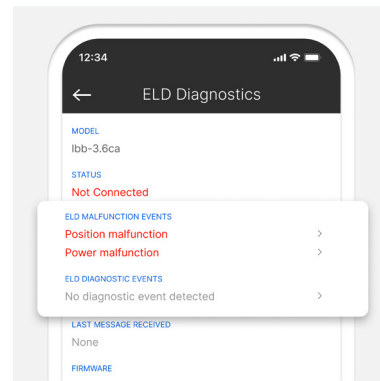 12:34
ELD Diagnostics
MODEL
Ibb-3.6ca
STATUS
Not Connected
ELD MALFUNCTION EVENTS
Position malfunction
Power malfunction
ELD DIAGNOSTIC EVENTS
No diagnostic event detected
LAST MESSAGE RECEIVED
None
FIRMWARE